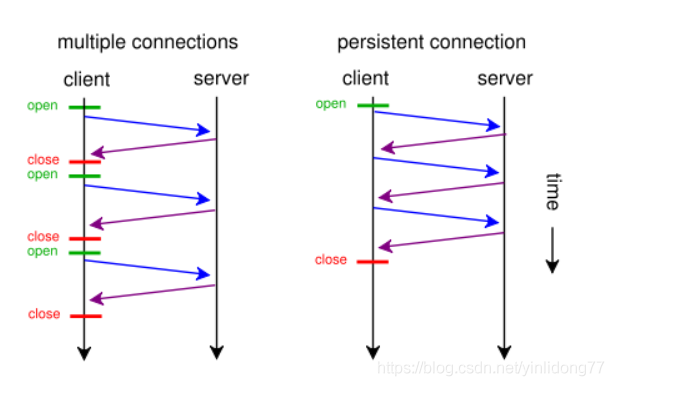 multiple connections
persistent connection
client
server
client
server
open
close
open
close
open
close
open
close
time
https://blog.csdn.net/yinlidong77